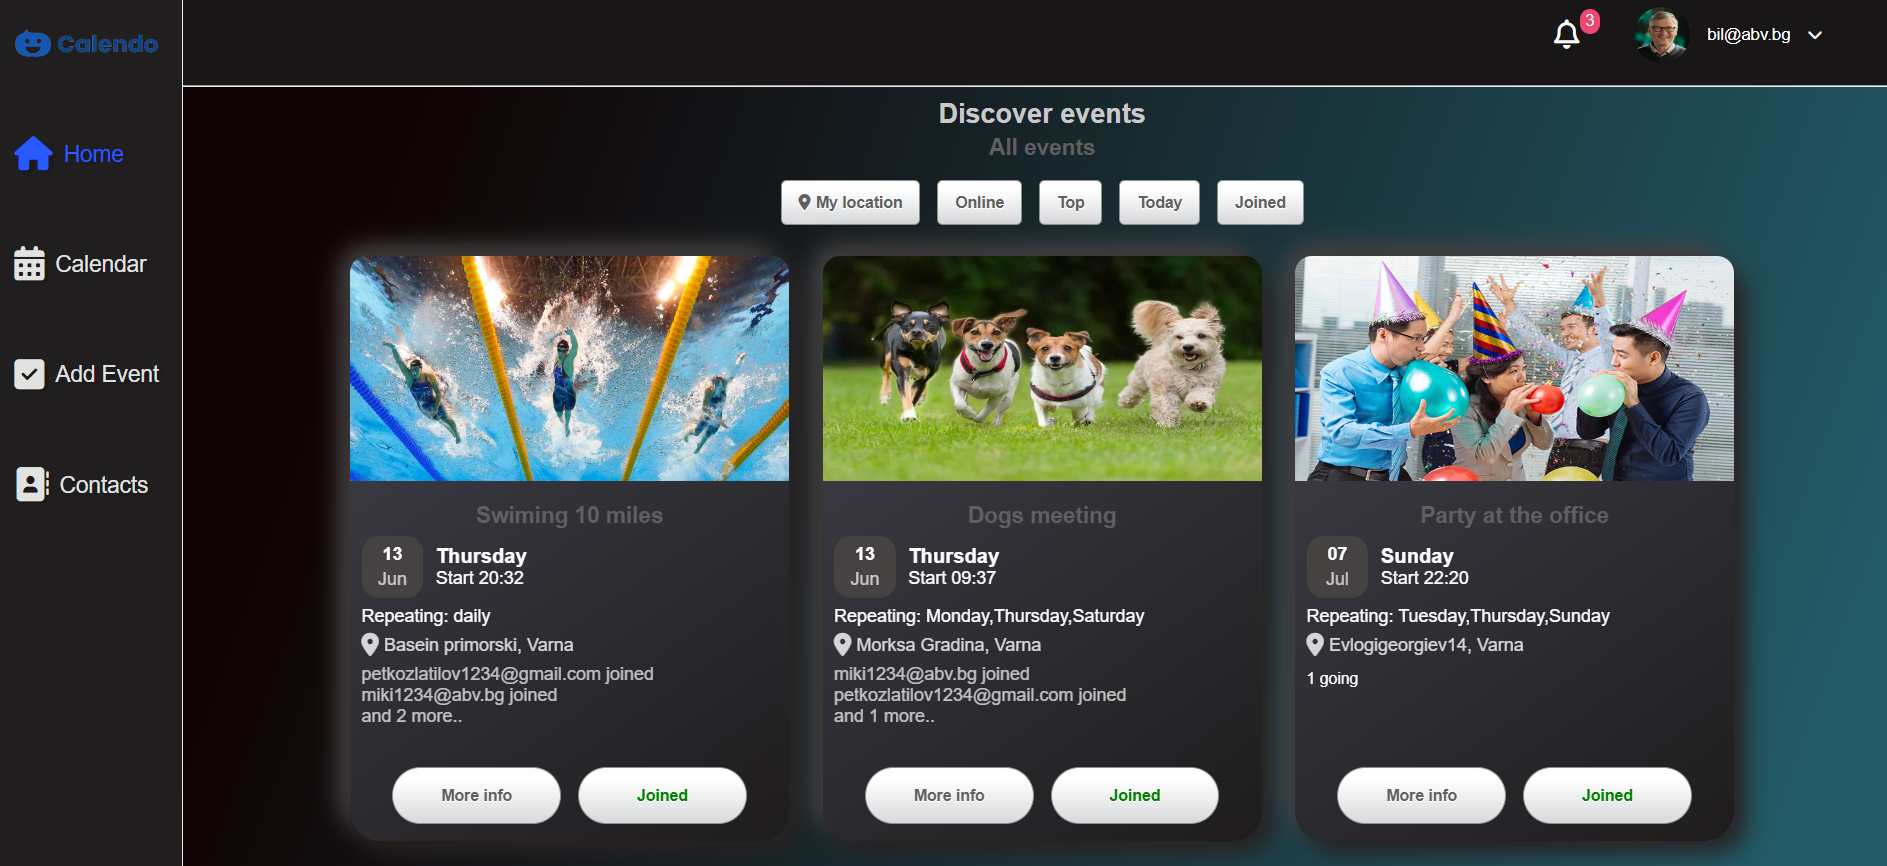 Calendo
3
bil@abv.bg
Home
Calendar
Add Event
Contacts
Discover events
All events
My location
Online
Top
Today
Joined
Swiming 10 miles
13
Jun
Thursday
Start 20:32
Repeating: daily
Basein primorski, Varna
petkozlatilov1234@gmail.com joined
miki1234@abv.bg joined
and 2 more..
More info
Joined
Dogs meeting
13
Jun
Thursday
Start 09:37
Repeating: Monday,Thursday,Saturday
Morksa Gradina, Varna
miki1234@abv.bg joined
petkozlatilov1234@gmail.com joined
and 1 more..
More info
Joined
Party at the office
07
Jul
Sunday
Start 22:20
Repeating: Tuesday,Thursday,Sunday
Evlogigeorgiev14, Varna
1 going
More info
Joined